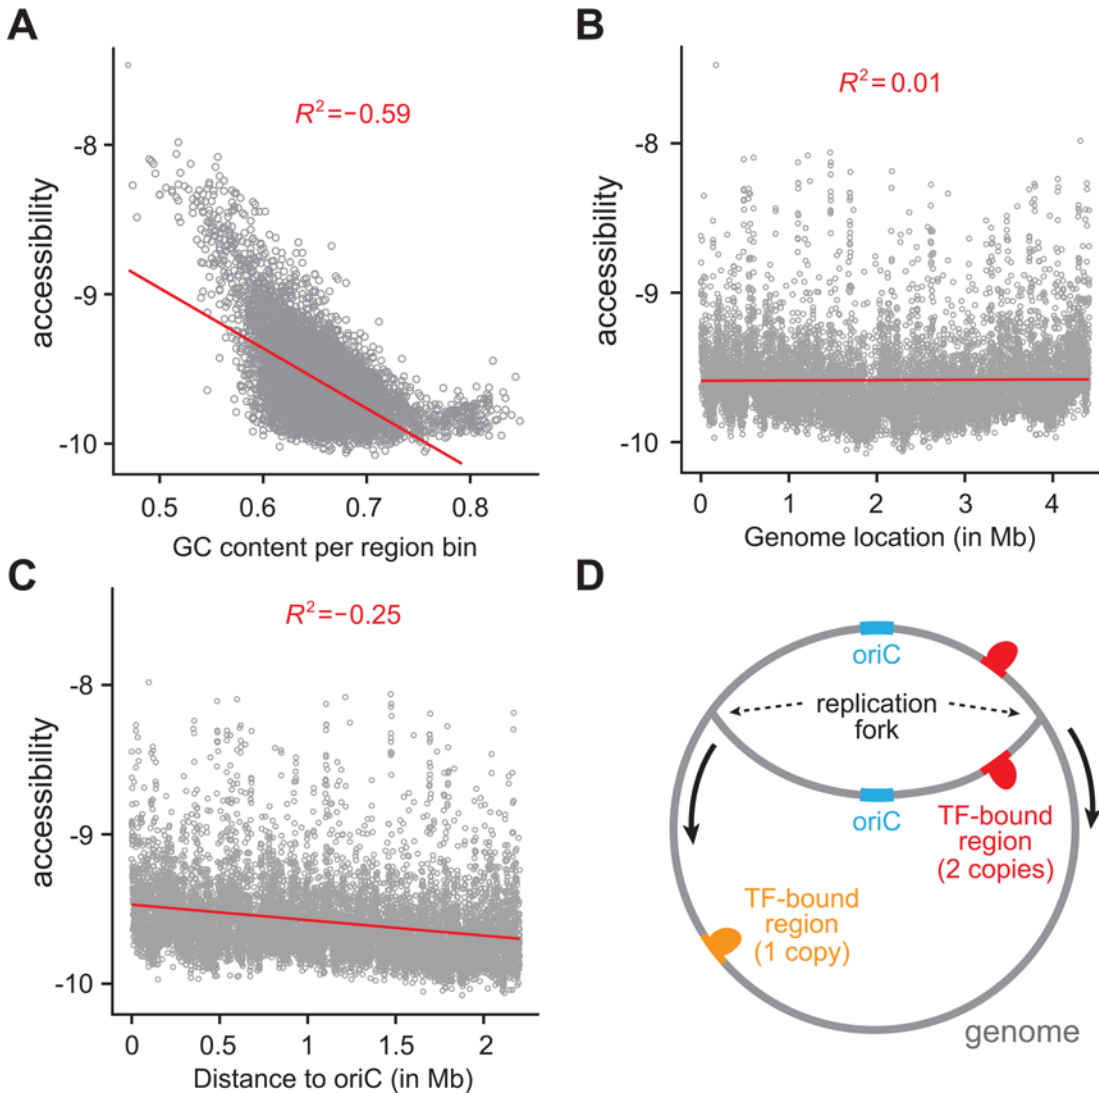 A
R²=−0.59
accessibility
-8
-9
-10
0.5 0.6 0.7 0.8
GC content per region bin
B
R²=0.01
accessibility
-8
-9
-10
0 1 2 3 4
Genome location (in Mb)
C
R²=−0.25
accessibility
-8
-9
-10
0 0.5 1 1.5 2
Distance to oriC (in Mb)
D
oriC
replication
fork
oriC
TF-bound
region
(2 copies)
TF-bound
region
(1 copy)
genome